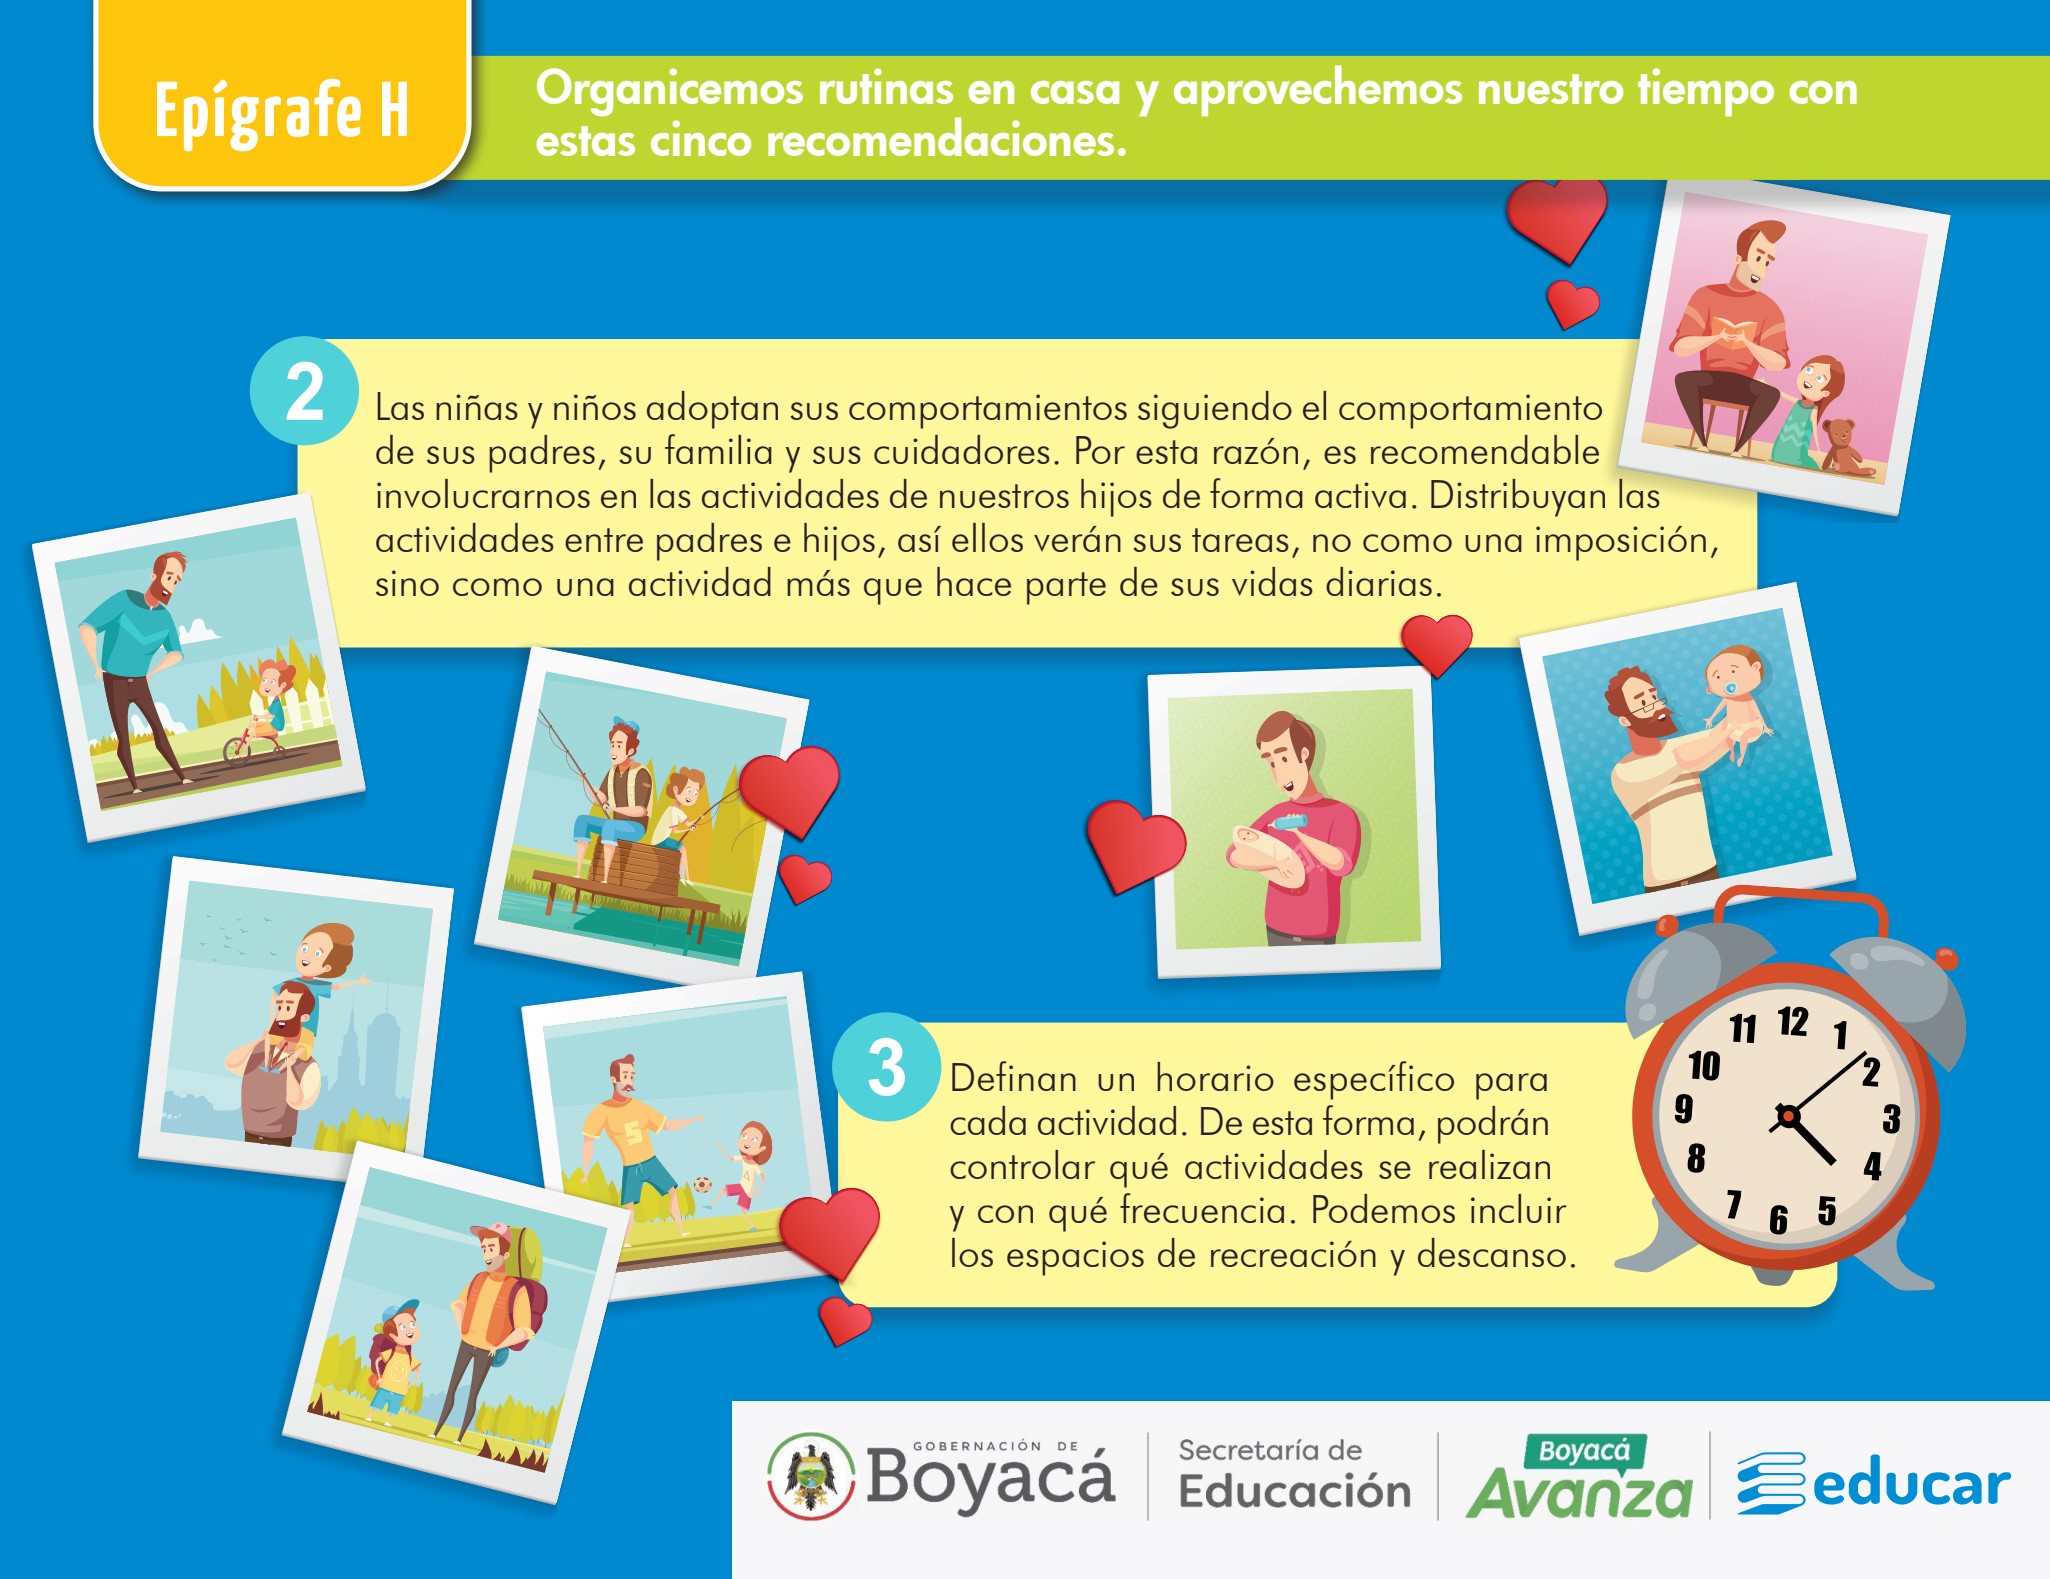 Epígrafe H
Organicemos rutinas en casa y aprovechemos nuestro tiempo con
estas cinco recomendaciones.
2
Las niñas y niños adoptan sus comportamientos siguiendo el comportamiento
de sus padres, su familia y sus cuidadores. Por esta razón, es recomendable
involucrarnos en las actividades de nuestros hijos de forma activa. Distribuyan las
actividades entre padres e hijos, así ellos verán sus tareas, no como una imposición,
sino como una actividad más que hace parte de sus vidas diarias.
5
3
Definan un horario específico para
cada actividad. De esta forma, podrán
controlar qué actividades se realizan
y con qué frecuencia. Podemos incluir
los espacios de recreación y descanso.
12
1
2
3
4
5
6
7
8
9
10
11
GOBERNACIÓN DE
Boyacá
Secretaría de
Educación
Boyacá
Avanza
educar